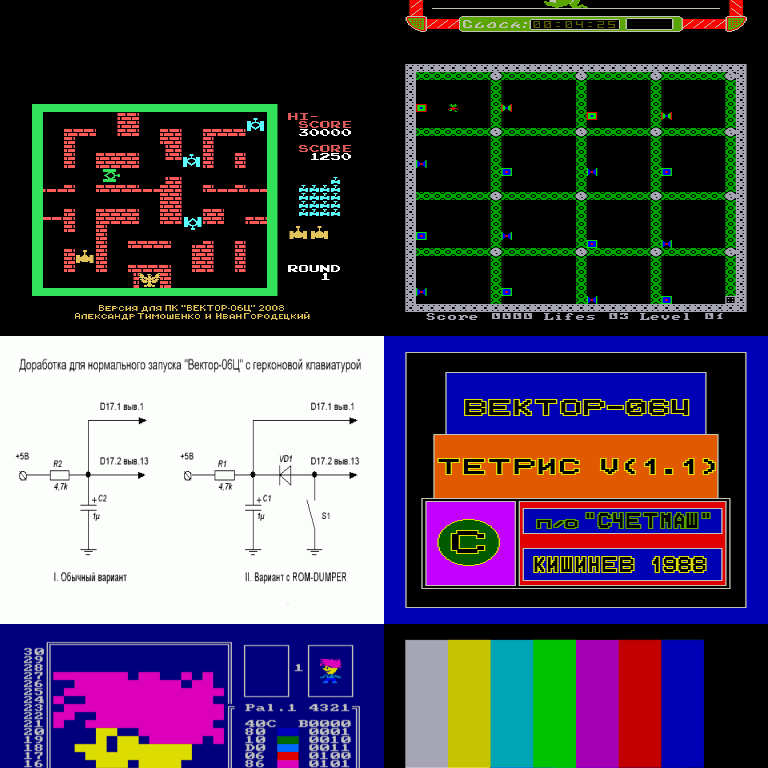 HI-
SCORE
30000
SCORE
1250
ROUND
1
Версия для ПК "ВЕКТОР-06Ц" 2008
Александр Тимошенко и Иван Городецкий
Clock: 00:04:25
Score 0000 Lifes 03 Level 01
Доработка для нормального запуска "Вектор-06Ц" с герконовой клавиатурой
D17.1 выв.1
D17.1 выв.1
+5В
R2
4,7k
D17.2 выв.13
+5В
R1
4,7k
VD1
D17.2 выв.13
+ C2
1µ
+ C1
1µ
S1
I. Обычный вариант
II. Вариант с ROM-DUMPER
ВЕКТОР-06Ц
ТЕТРИС V(1.1)
С
п/о "СЧЕТМАШ"
КИШИНЕВ 1988
30
29
28
27
26
25
24
23
22
21
20
19
18
17
16
1
Pal.1 4321
40C B0000
80 0001
10 0010
D0 0011
06 0100
86 0101